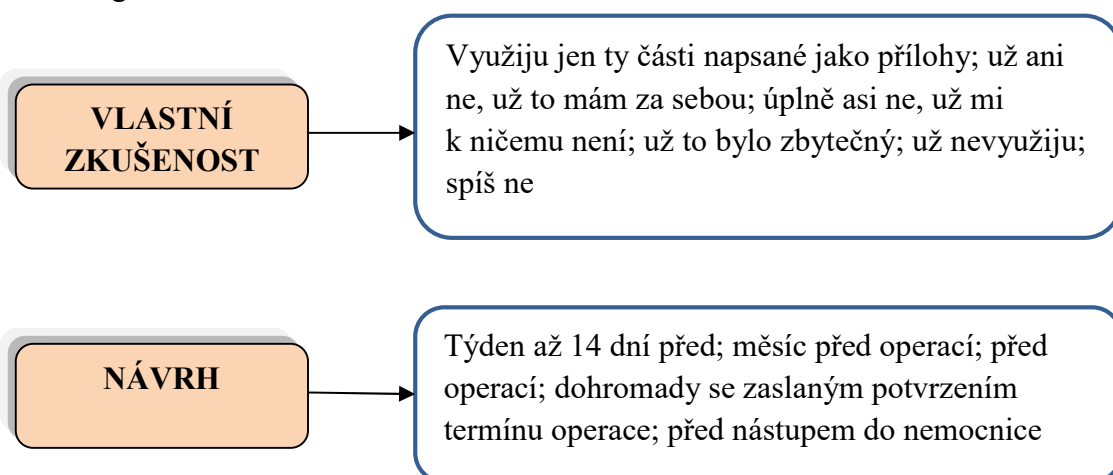 VLASTNÍ
ZKUŠENOST
Využiju jen ty části napsané jako přílohy; už ani
ne, už to mám za sebou; úplně asi ne, už mi
k ničemu není; už to bylo zbytečný; už nevyužiju;
spíš ne
NÁVRH
Týden až 14 dní před; měsíc před operací; před
operací; dohromady se zaslaným potvrzením
termínu operace; před nástupem do nemocnice